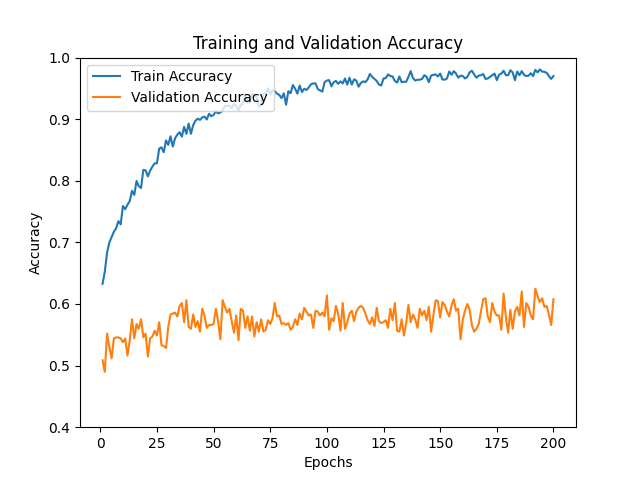 Training and Validation Accuracy
Train Accuracy
Validation Accuracy
1.0
0.9
0.8
0.7
0.6
0.5
0.4
Accuracy
0 25 50 75 100 125 150 175 200
Epochs